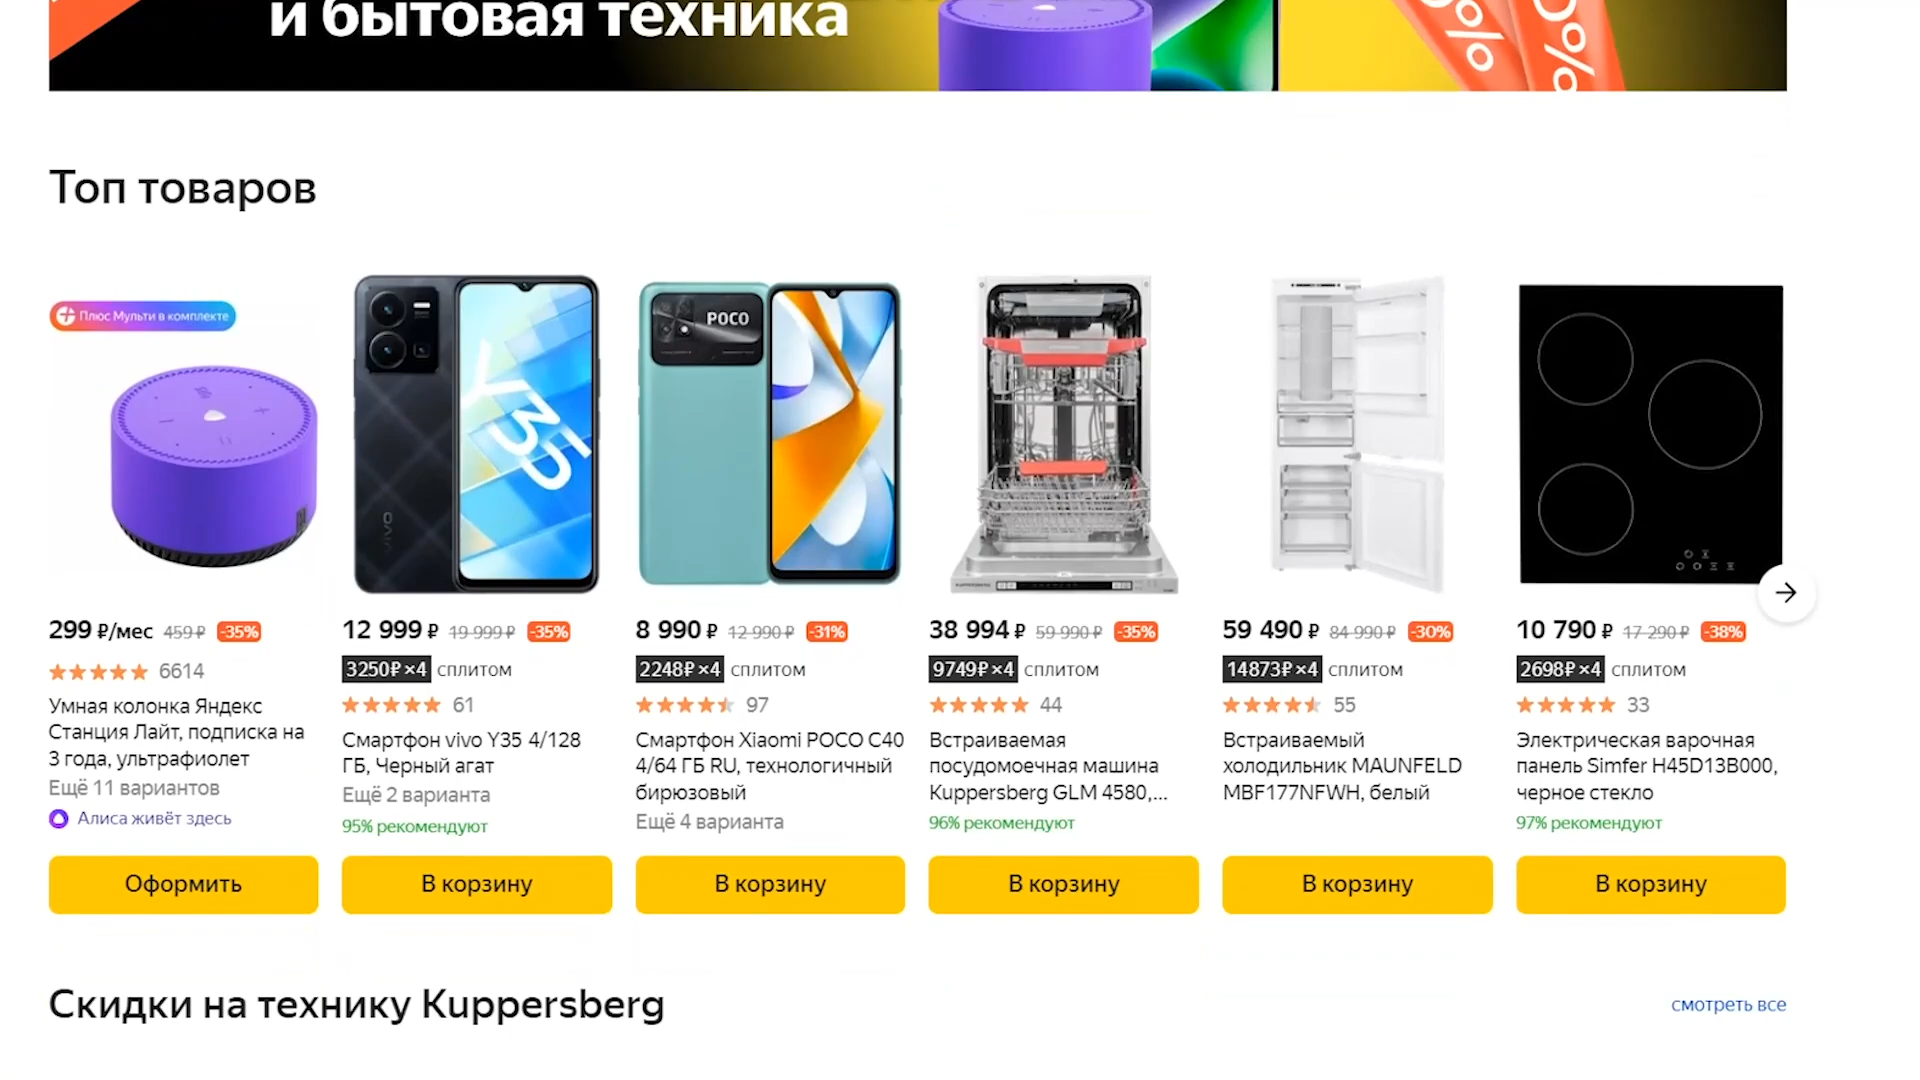 и бытовая техника
%
0%
Топ товаров
Плюс Мульти в комплекте
Y35
vivo
POCO
KUPPERSBERG
299 ₽/мес 459 ₽ -35%
6614
Умная колонка Яндекс
Станция Лайт, подписка на
3 года, ультрафиолет
Ещё 11 вариантов
Алиса живёт здесь
Оформить
12 999 ₽ 19 999 ₽ -35%
3250₽×4 сплитом
61
Смартфон vivo Y35 4/128
ГБ, Черный агат
Ещё 2 варианта
95% рекомендуют
В корзину
8 990 ₽ 12 990 ₽ -31%
2248₽×4 сплитом
97
Смартфон Xiaomi POCO C40
4/64 ГБ RU, технологичный
бирюзовый
Ещё 4 варианта
В корзину
38 994 ₽ 59 990 ₽ -35%
9749₽×4 сплитом
44
Встраиваемая
посудомоечная машина
Kuppersberg GLM 4580,...
96% рекомендуют
В корзину
59 490 ₽ 84 990 ₽ -30%
14873₽×4 сплитом
55
Встраиваемый
холодильник MAUNFELD
MBF177NFWH, белый
В корзину
10 790 ₽ 17 290 ₽ -38%
2698₽×4 сплитом
33
Электрическая варочная
панель Simfer H45D13B000,
черное стекло
97% рекомендуют
В корзину
Скидки на технику Kuppersberg
смотреть все